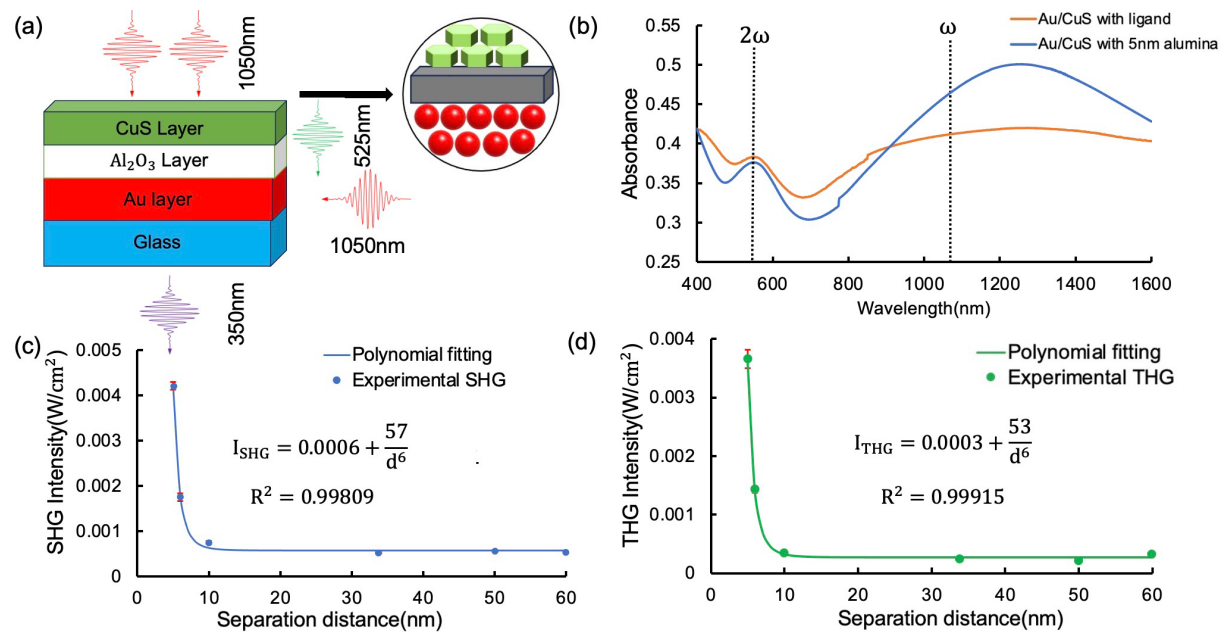 (a)
1050nm
CuS Layer
Al₂O₃ Layer
Au layer
Glass
525nm
1050nm
350nm
(b)
Au/CuS with ligand
Au/CuS with 5nm alumina
2ω
ω
Absorbance
0.5
0.45
0.4
0.35
0.3
0.25
400
600
800
1000
1200
1400
1600
Wavelength(nm)
(c)
Polynomial fitting
Experimental SHG
SHG Intensity(W/cm²)
0.005
0.004
0.003
0.002
0.001
0
I_SHG = 0.0006 + 57/d⁶
R² = 0.99809
0
10
20
30
40
50
60
Separation distance(nm)
(d)
Polynomial fitting
Experimental THG
THG Intensity(W/cm²)
0.004
0.003
0.002
0.001
0
I_THG = 0.0003 + 53/d⁶
R² = 0.99915
0
10
20
30
40
50
60
Separation distance(nm)